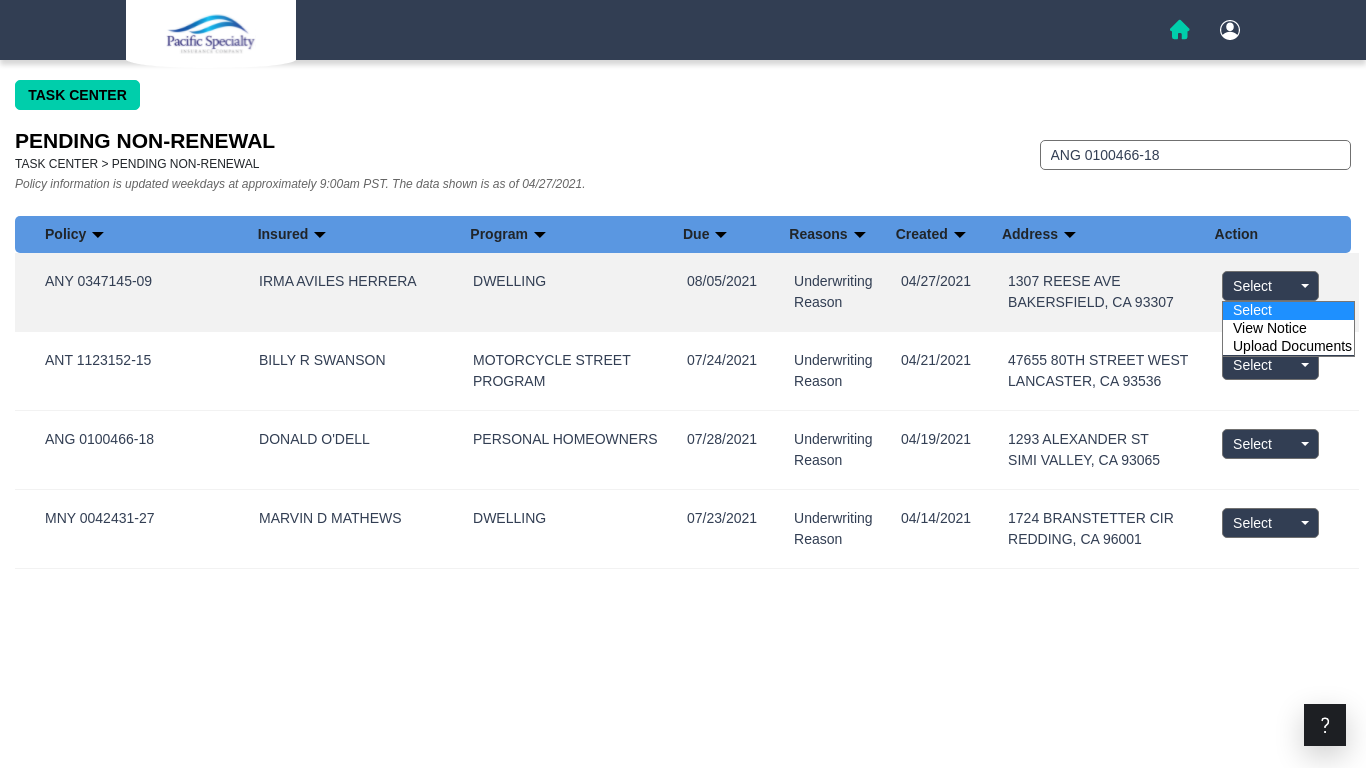 Pacific Specialty
INSURANCE COMPANY
TASK CENTER
PENDING NON-RENEWAL
TASK CENTER > PENDING NON-RENEWAL
Policy information is updated weekdays at approximately 9:00am PST. The data shown is as of 04/27/2021.
ANG 0100466-18
Policy Insured Program Due Reasons Created Address Action
ANY 0347145-09 IRMA AVILES HERRERA DWELLING 08/05/2021 Underwriting 04/27/2021 1307 REESE AVE Select
Reason BAKERSFIELD, CA 93307
Select
View Notice
Upload Documents
ANT 1123152-15 BILLY R SWANSON MOTORCYCLE STREET 07/24/2021 Underwriting 04/21/2021 47655 80TH STREET WEST Select
PROGRAM Reason LANCASTER, CA 93536
ANG 0100466-18 DONALD O'DELL PERSONAL HOMEOWNERS 07/28/2021 Underwriting 04/19/2021 1293 ALEXANDER ST Select
Reason SIMI VALLEY, CA 93065
MNY 0042431-27 MARVIN D MATHEWS DWELLING 07/23/2021 Underwriting 04/14/2021 1724 BRANSTETTER CIR Select
Reason REDDING, CA 96001
?